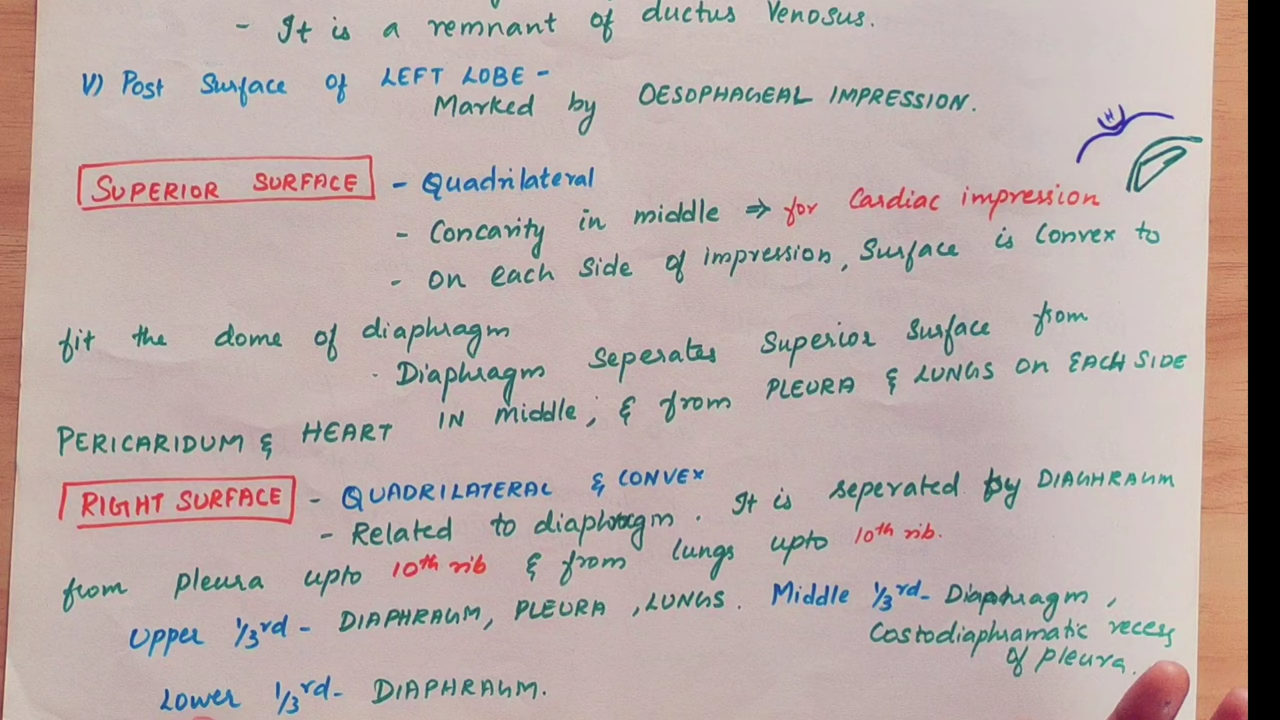 - It is a remnant of ductus Venosus.
V) Post Surface of LEFT LOBE -
Marked by OESOPHAGEAL IMPRESSION.
SUPERIOR SURFACE - Quadrilateral
- Concavity in middle ⇒ for Cardiac impression
- On each side of impression, Surface is Convex to
fit the dome of diaphragm
. Diaphragm seperates Superior Surface from
PERICARIDUM & HEART IN middle, & from PLEURA & LUNGS ON EACH SIDE
RIGHT SURFACE - QUADRILATERAL & CONVEX
- Related to diaphragm. It is seperated by DIAGHRAGM
from pleura upto 10th rib & from lungs upto 10th rib.
Upper 1/3rd - DIAPHRAGM, PLEURA, LUNGS. Middle 1/3rd - Diaphragm,
Costodiaphramatic recess
of pleura.
Lower 1/3rd - DIAPHRAGM.
H